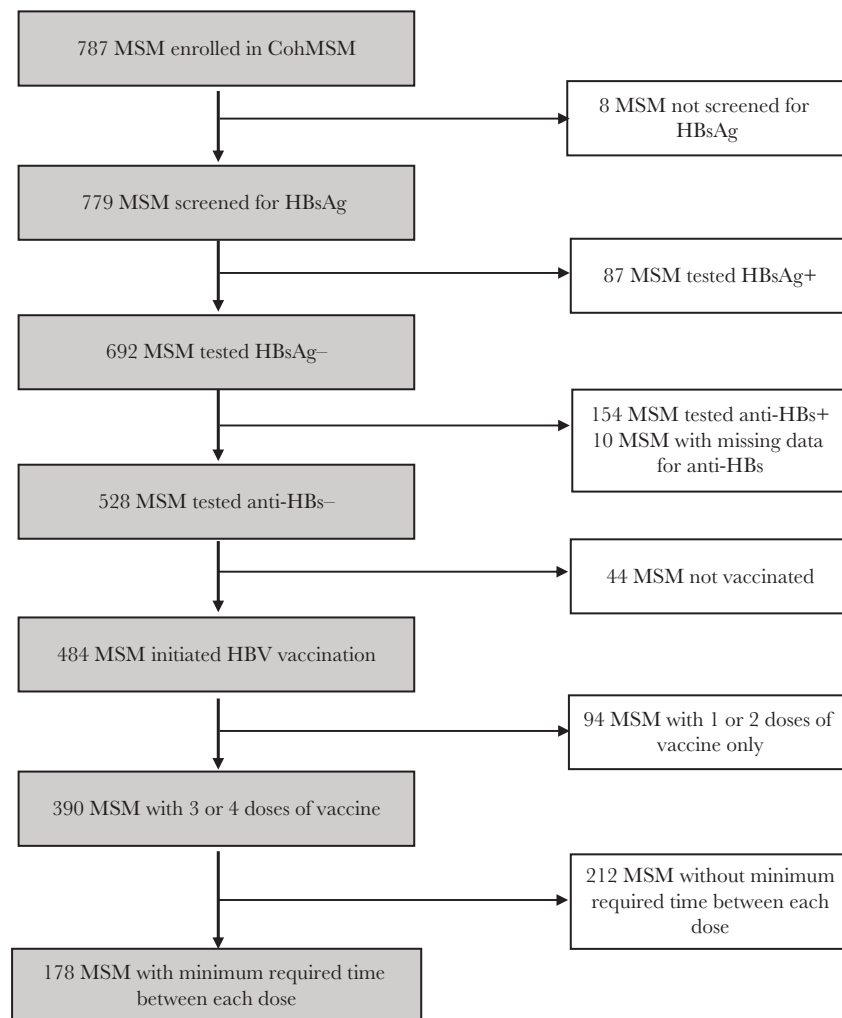 787 MSM enrolled in CohMSM
8 MSM not screened for
HBsAg
779 MSM screened for HBsAg
87 MSM tested HBsAg+
692 MSM tested HBsAg–
154 MSM tested anti-HBs+
10 MSM with missing data
for anti-HBs
528 MSM tested anti-HBs–
44 MSM not vaccinated
484 MSM initiated HBV vaccination
94 MSM with 1 or 2 doses of
vaccine only
390 MSM with 3 or 4 doses of vaccine
212 MSM without minimum
required time between each
dose
178 MSM with minimum required time
between each dose